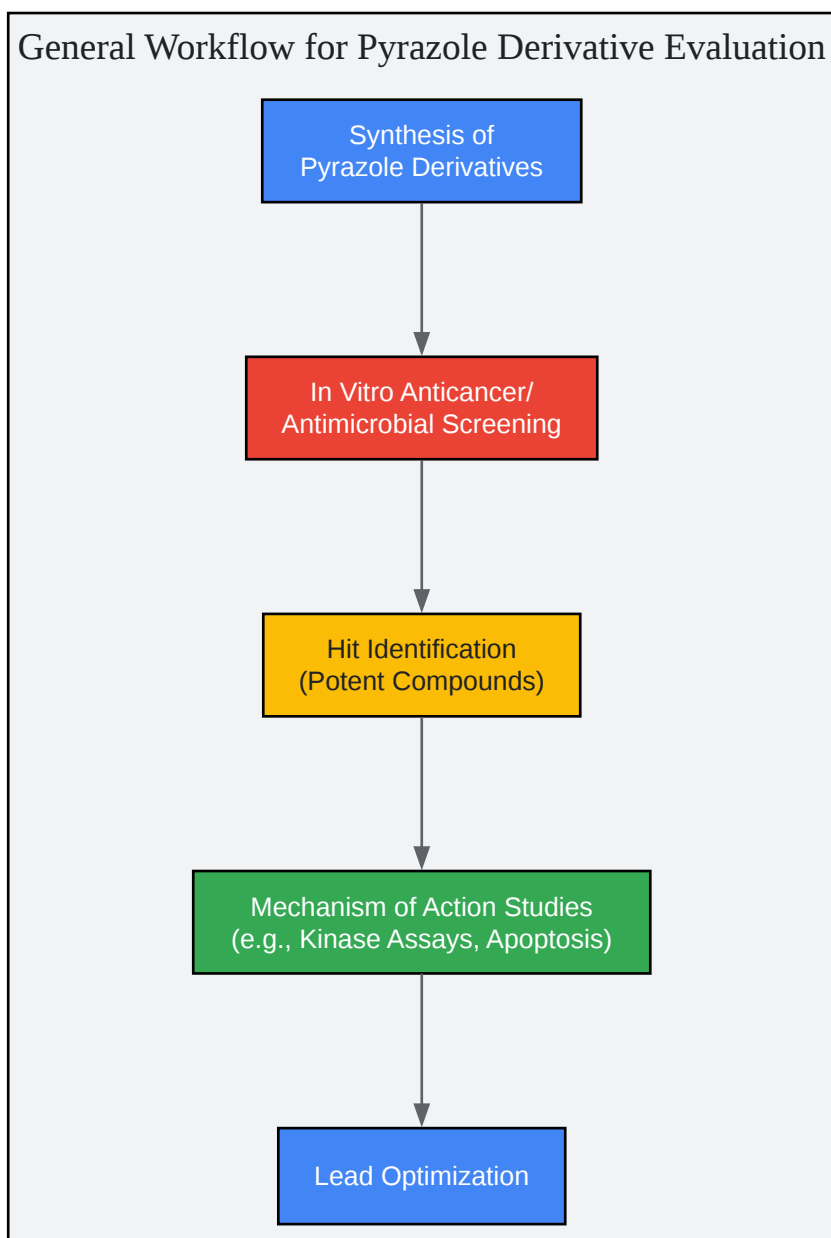 General Workflow for Pyrazole Derivative Evaluation
Synthesis of
Pyrazole Derivatives
In Vitro Anticancer/
Antimicrobial Screening
Hit Identification
(Potent Compounds)
Mechanism of Action Studies
(e.g., Kinase Assays, Apoptosis)
Lead Optimization